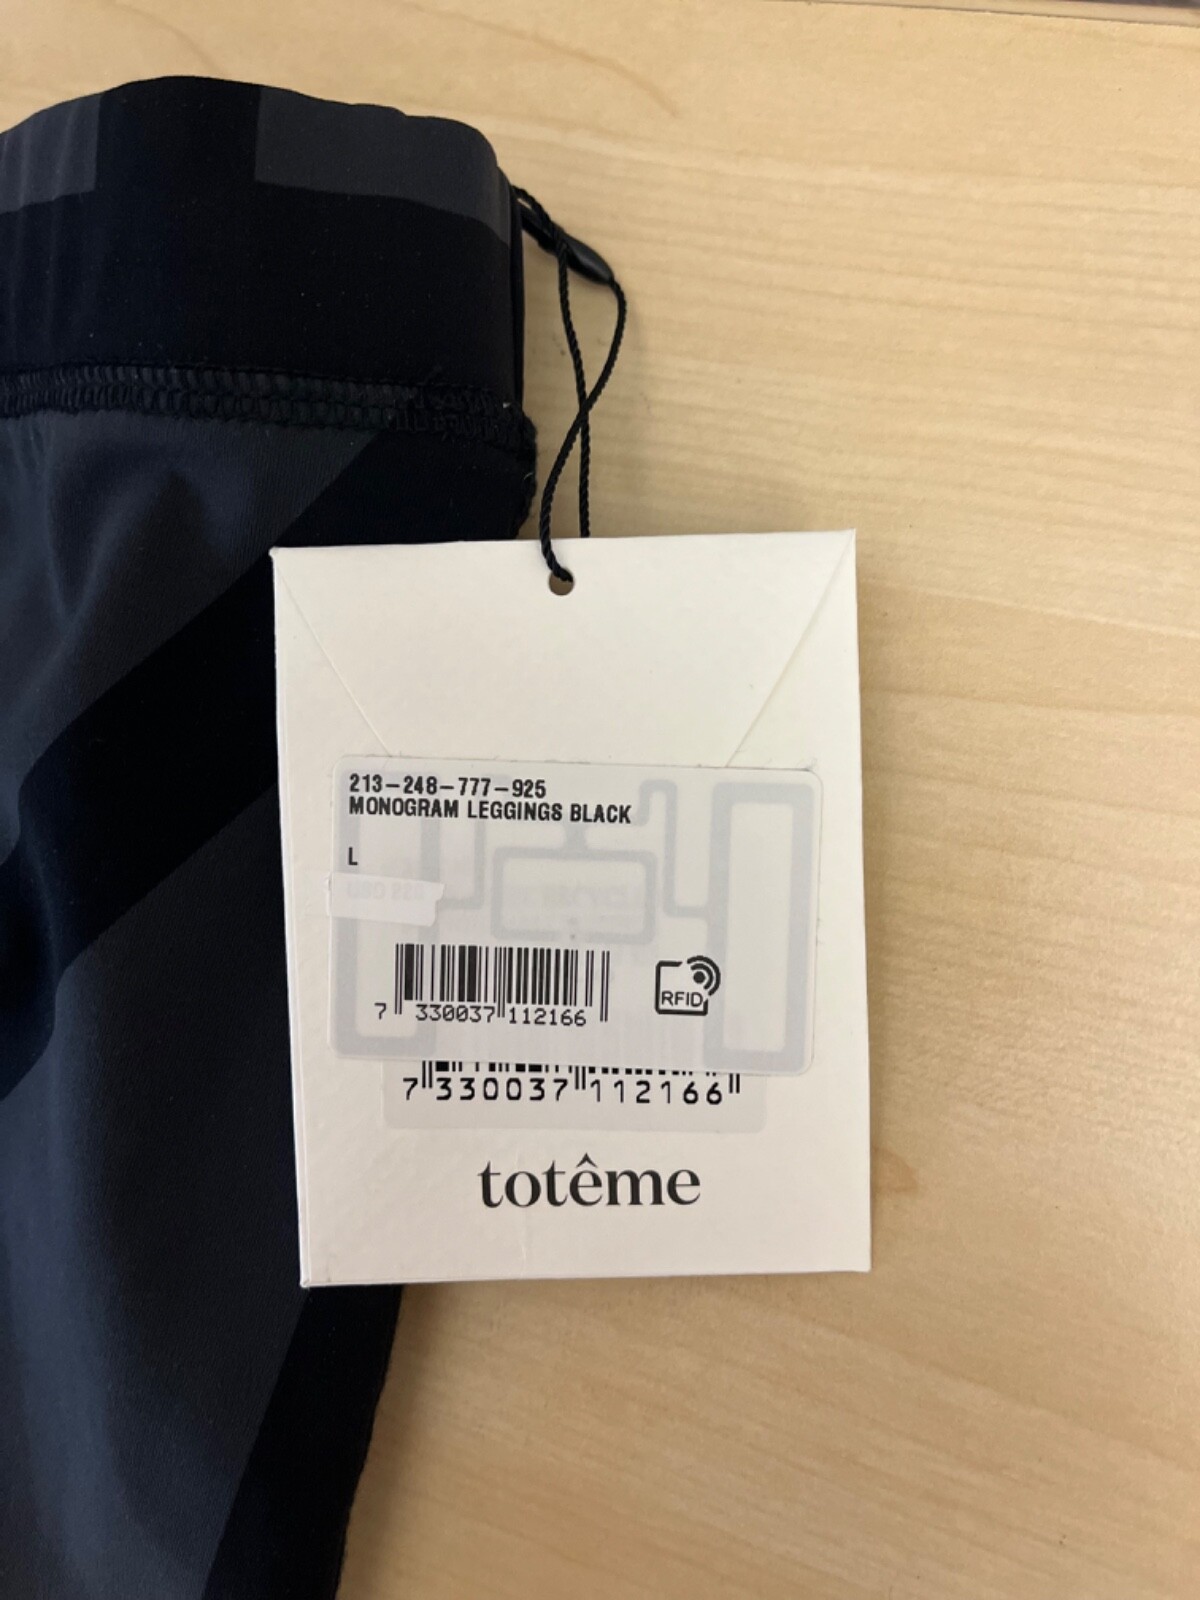 213-248-777-925
MONOGRAM LEGGINGS BLACK
L
7 330037 112166
RFID
7 330037 112166
totême